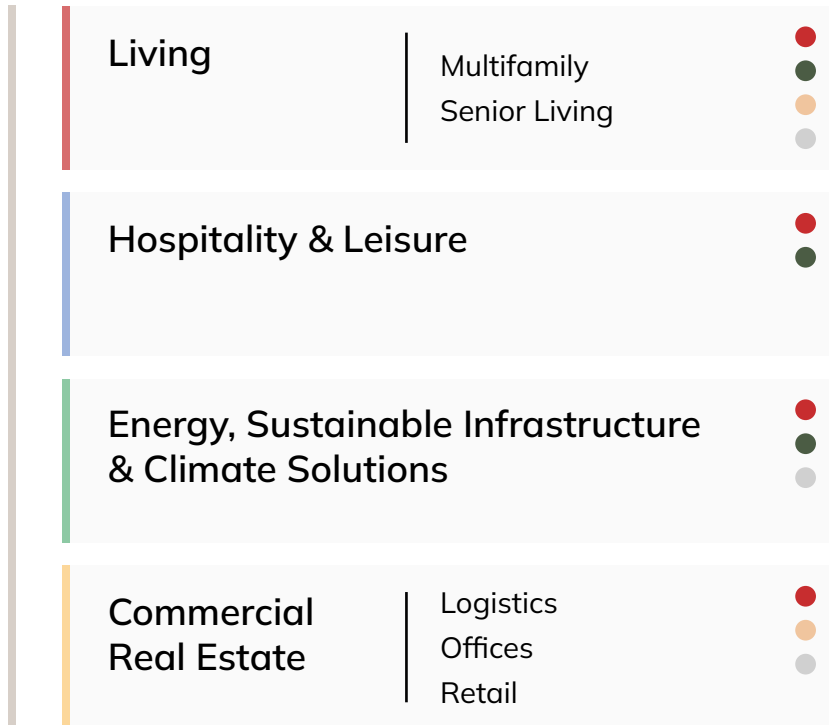 Living
Multifamily
Senior Living
Hospitality & Leisure
Energy, Sustainable Infrastructure
& Climate Solutions
Commercial
Real Estate
Logistics
Offices
Retail